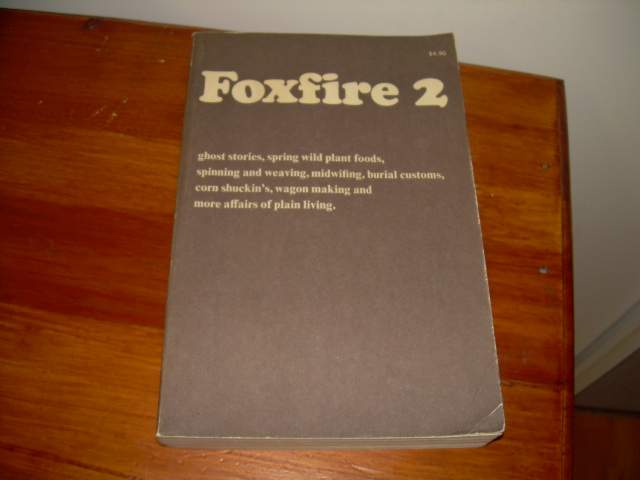 $4.95
Foxfire 2
ghost stories, spring wild plant foods,
spinning and weaving, midwifing, burial customs,
corn shuckin's, wagon making and
more affairs of plain living.